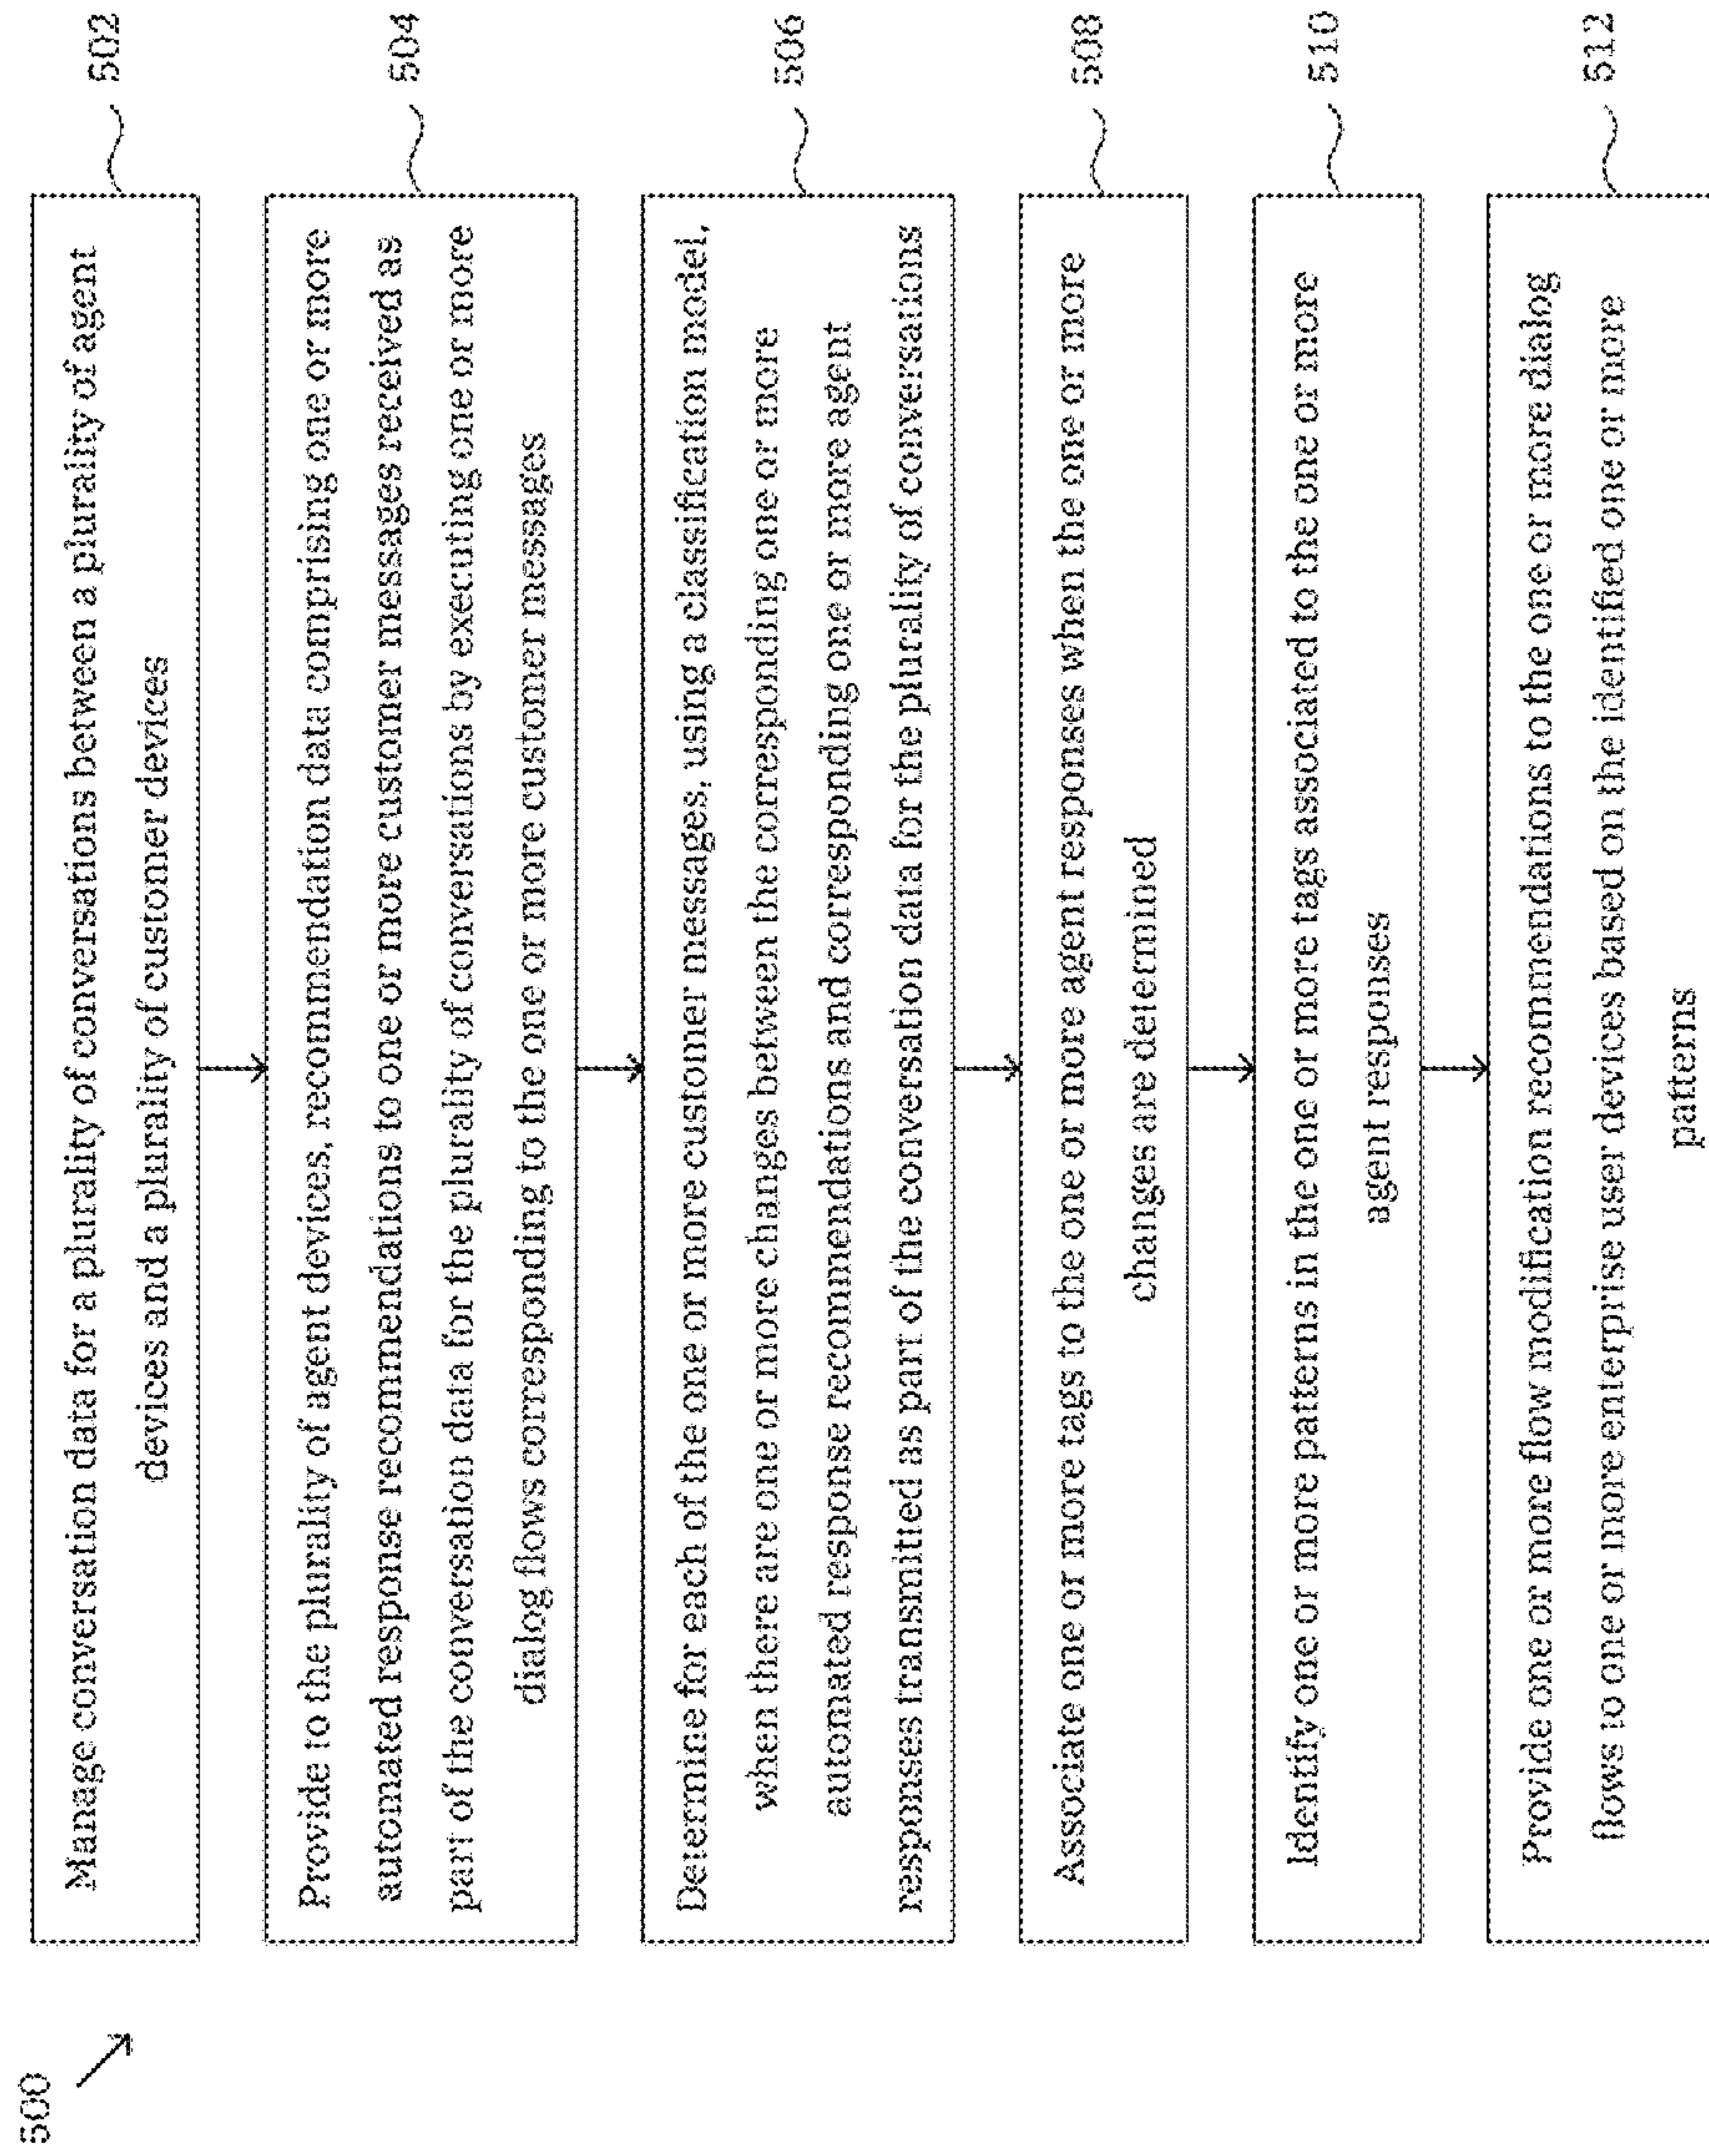 500
Manage conversation data for a plurality of conversations between a plurality of agent
devices and a plurality of customer devices
502
Provide to the plurality of agent devices, recommendation data comprising one or more
automated response recommendations to one or more customer messages received as
part of the conversation data for the plurality of conversations by executing one or more
dialog flows corresponding to the one or more customer messages
504
Determine for each of the one or more customer messages, using a classification model,
when there are one or more changes between the corresponding one or more
automated response recommendations and corresponding one or more agent
responses transmitted as part of the conversation data for the plurality of conversations
506
Associate one or more tags to the one or more agent responses when the one or more
changes are determined
508
Identify one or more patterns in the one or more tags associated to the one or more
agent responses
510
Provide one or more flow modification recommendations to the one or more dialog
flows to one or more enterprise user devices based on the identified one or more
patterns
512